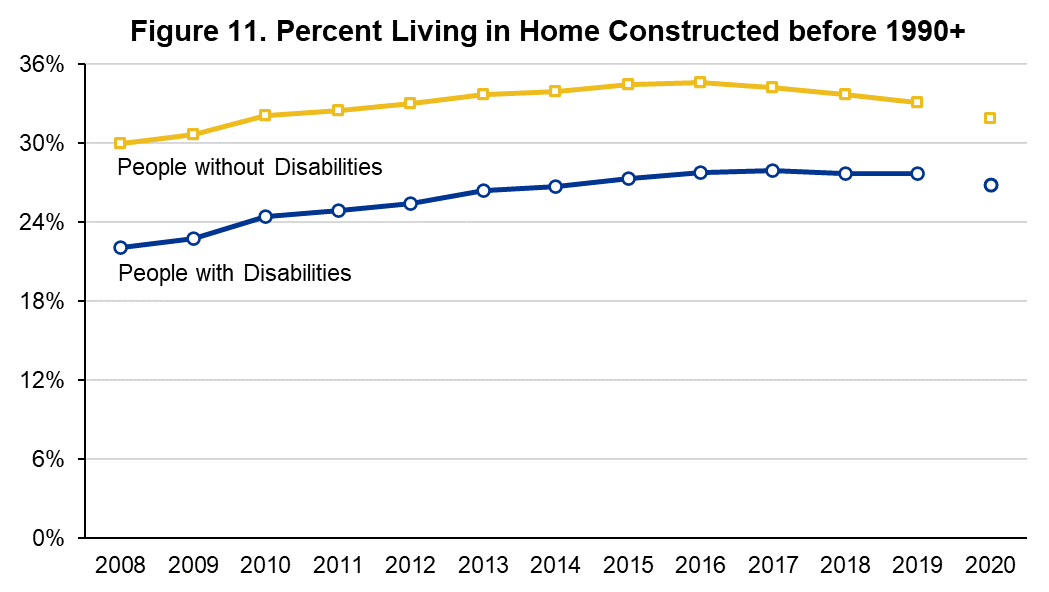 Figure 11. Percent Living in Home Constructed before 1990+
36%
30%
People without Disabilities
24%
People with Disabilities
18%
12%
6%
0%
2008 2009 2010 2011 2012 2013 2014 2015 2016 2017 2018 2019 2020